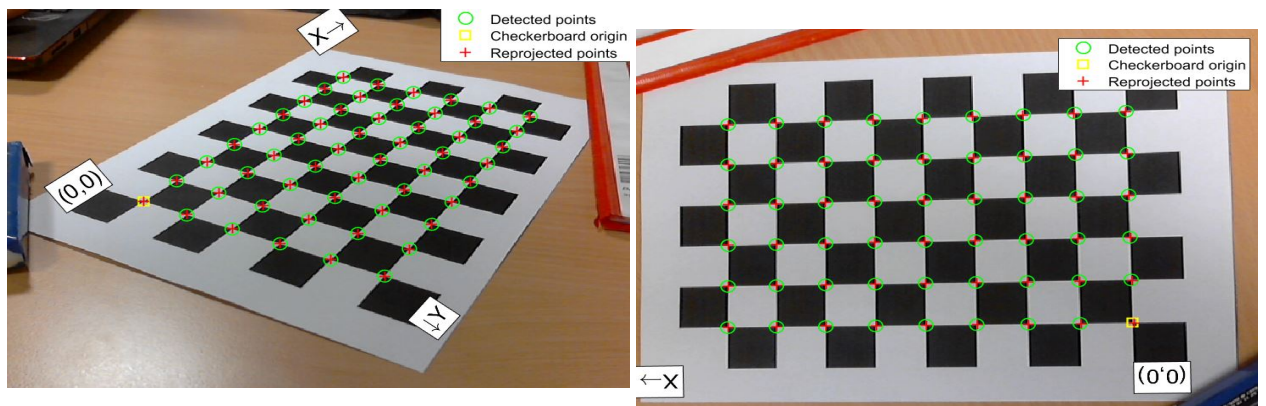 X→
Detected points
Checkerboard origin
Reprojected points
(0,0)
Y→
Detected points
Checkerboard origin
Reprojected points
X→
(0,0)